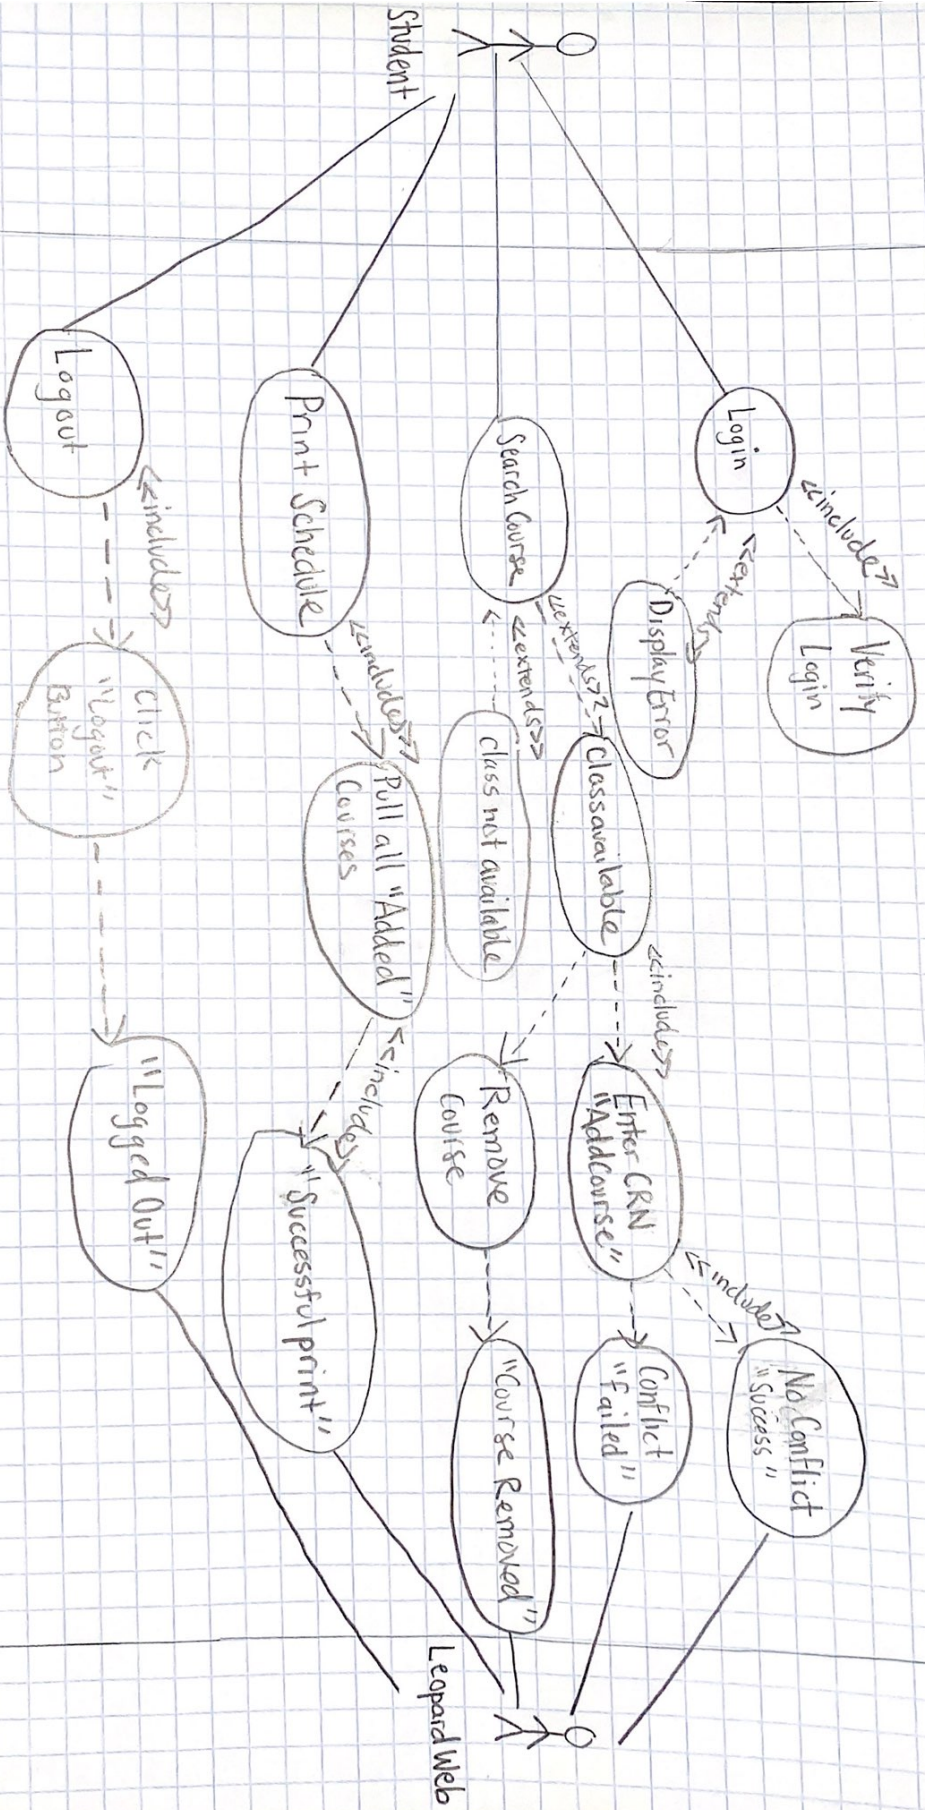 Student
Login
<<include>>
Verify
Login
<<extend>>
Display Error
Search Course
<<extends>>
Class available
<<extends>>
class not available
<<include>>
Enter CRN
"Add Course"
<<include>>
No Conflict
"Success"
Conflict
"failed"
Remove
Course
"Course Removed"
Print Schedule
<<include>>
Pull all "Added"
Courses
<<include>>
"Successful print"
Logout
<<include>>
Click
"Logout"
Button
"Logged Out"
Leopard Web